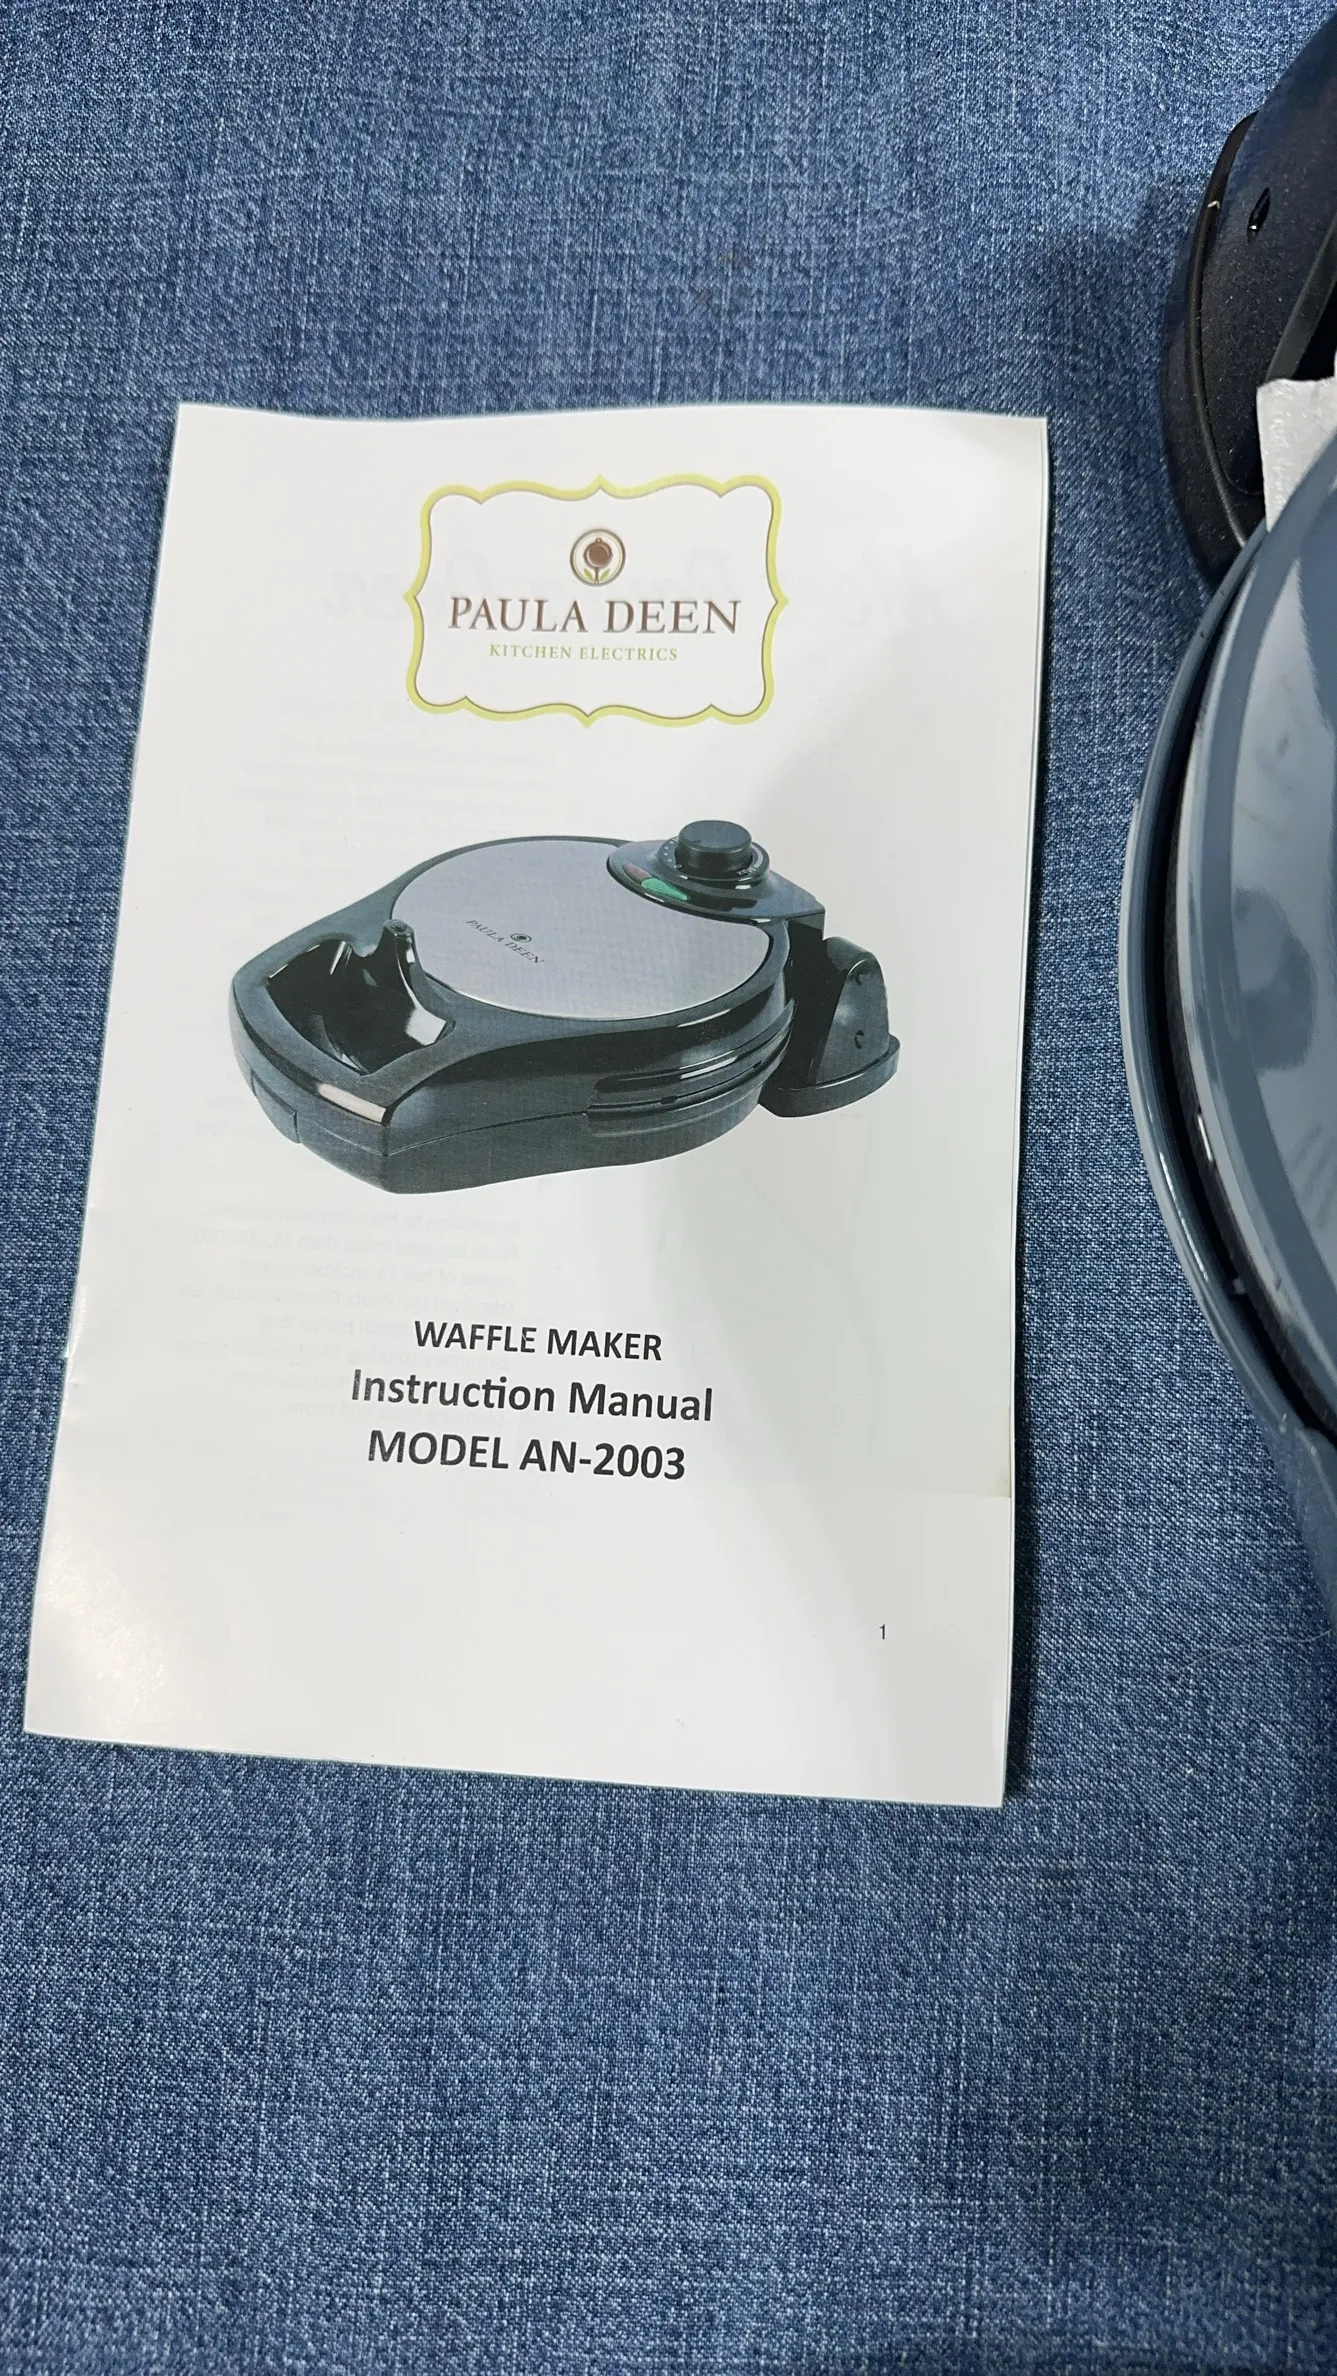 PAULA DEEN
KITCHEN ELECTRICS
PAULA DEEN
WAFFLE MAKER
Instruction Manual
MODEL AN-2003
1